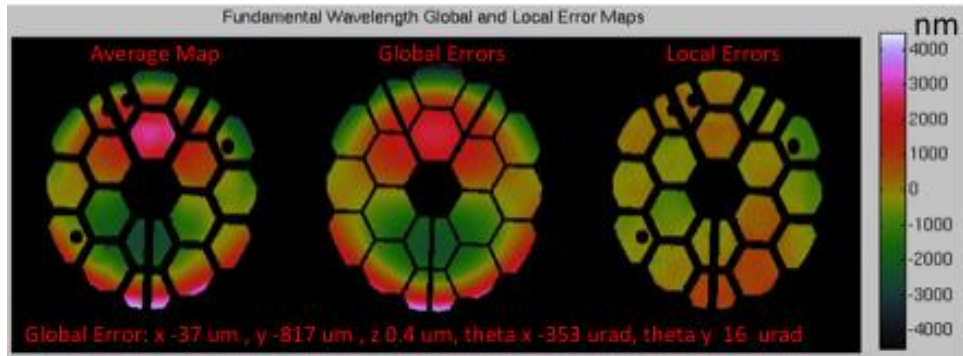 Fundamental Wavelength Global and Local Error Maps
nm
Average Map Global Errors Local Errors
4000
3000
2000
1000
0
-1000
-2000
-3000
-4000
Global Error: x -37 um , y -817 um , z 0.4 um, theta x -353 urad, theta y 16 urad